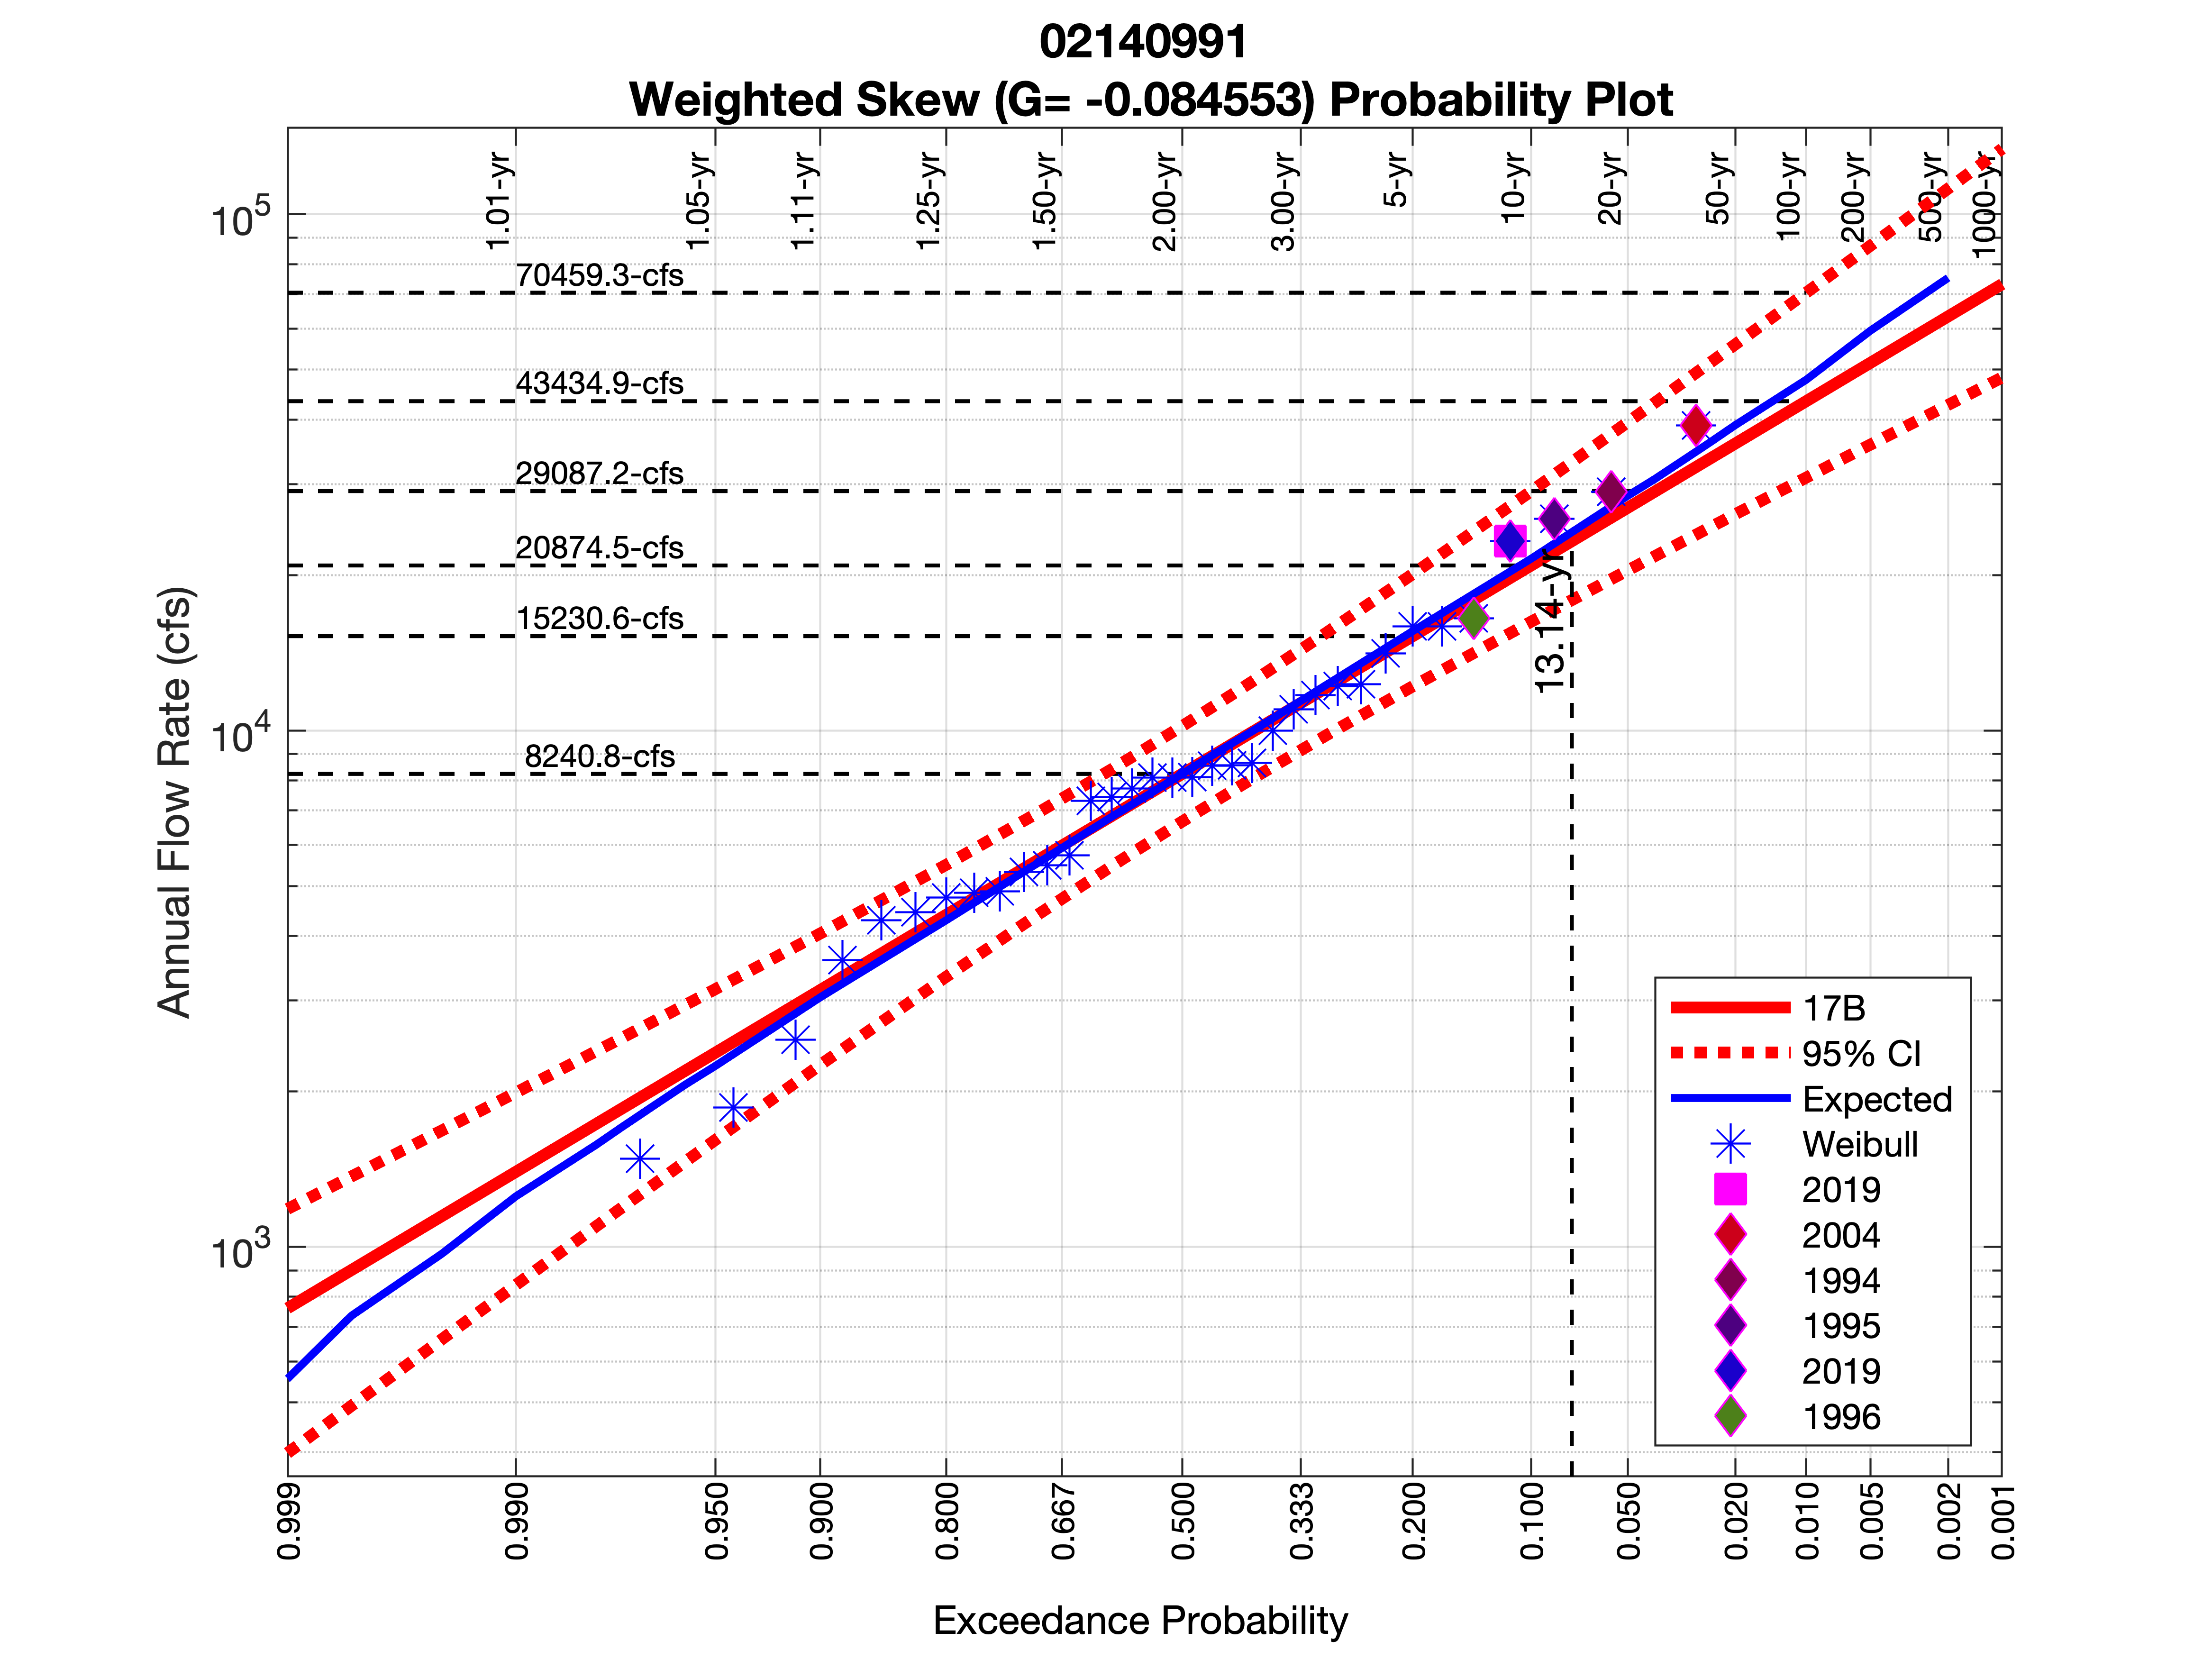 02140991
Weighted Skew (G= -0.084553) Probability Plot
1.01-yr
1.05-yr
1.11-yr
1.25-yr
1.50-yr
2.00-yr
3.00-yr
5-yr
10-yr
20-yr
50-yr
100-yr
200-yr
500-yr
1000-yr
10^5
10^4
10^3
Annual Flow Rate (cfs)
70459.3-cfs
43434.9-cfs
29087.2-cfs
20874.5-cfs
15230.6-cfs
8240.8-cfs
13.14-yr
17B
95% CI
Expected
Weibull
2019
2004
1994
1995
2019
1996
0.999
0.990
0.950
0.900
0.800
0.667
0.500
0.333
0.200
0.100
0.050
0.020
0.010
0.005
0.002
0.001
Exceedance Probability